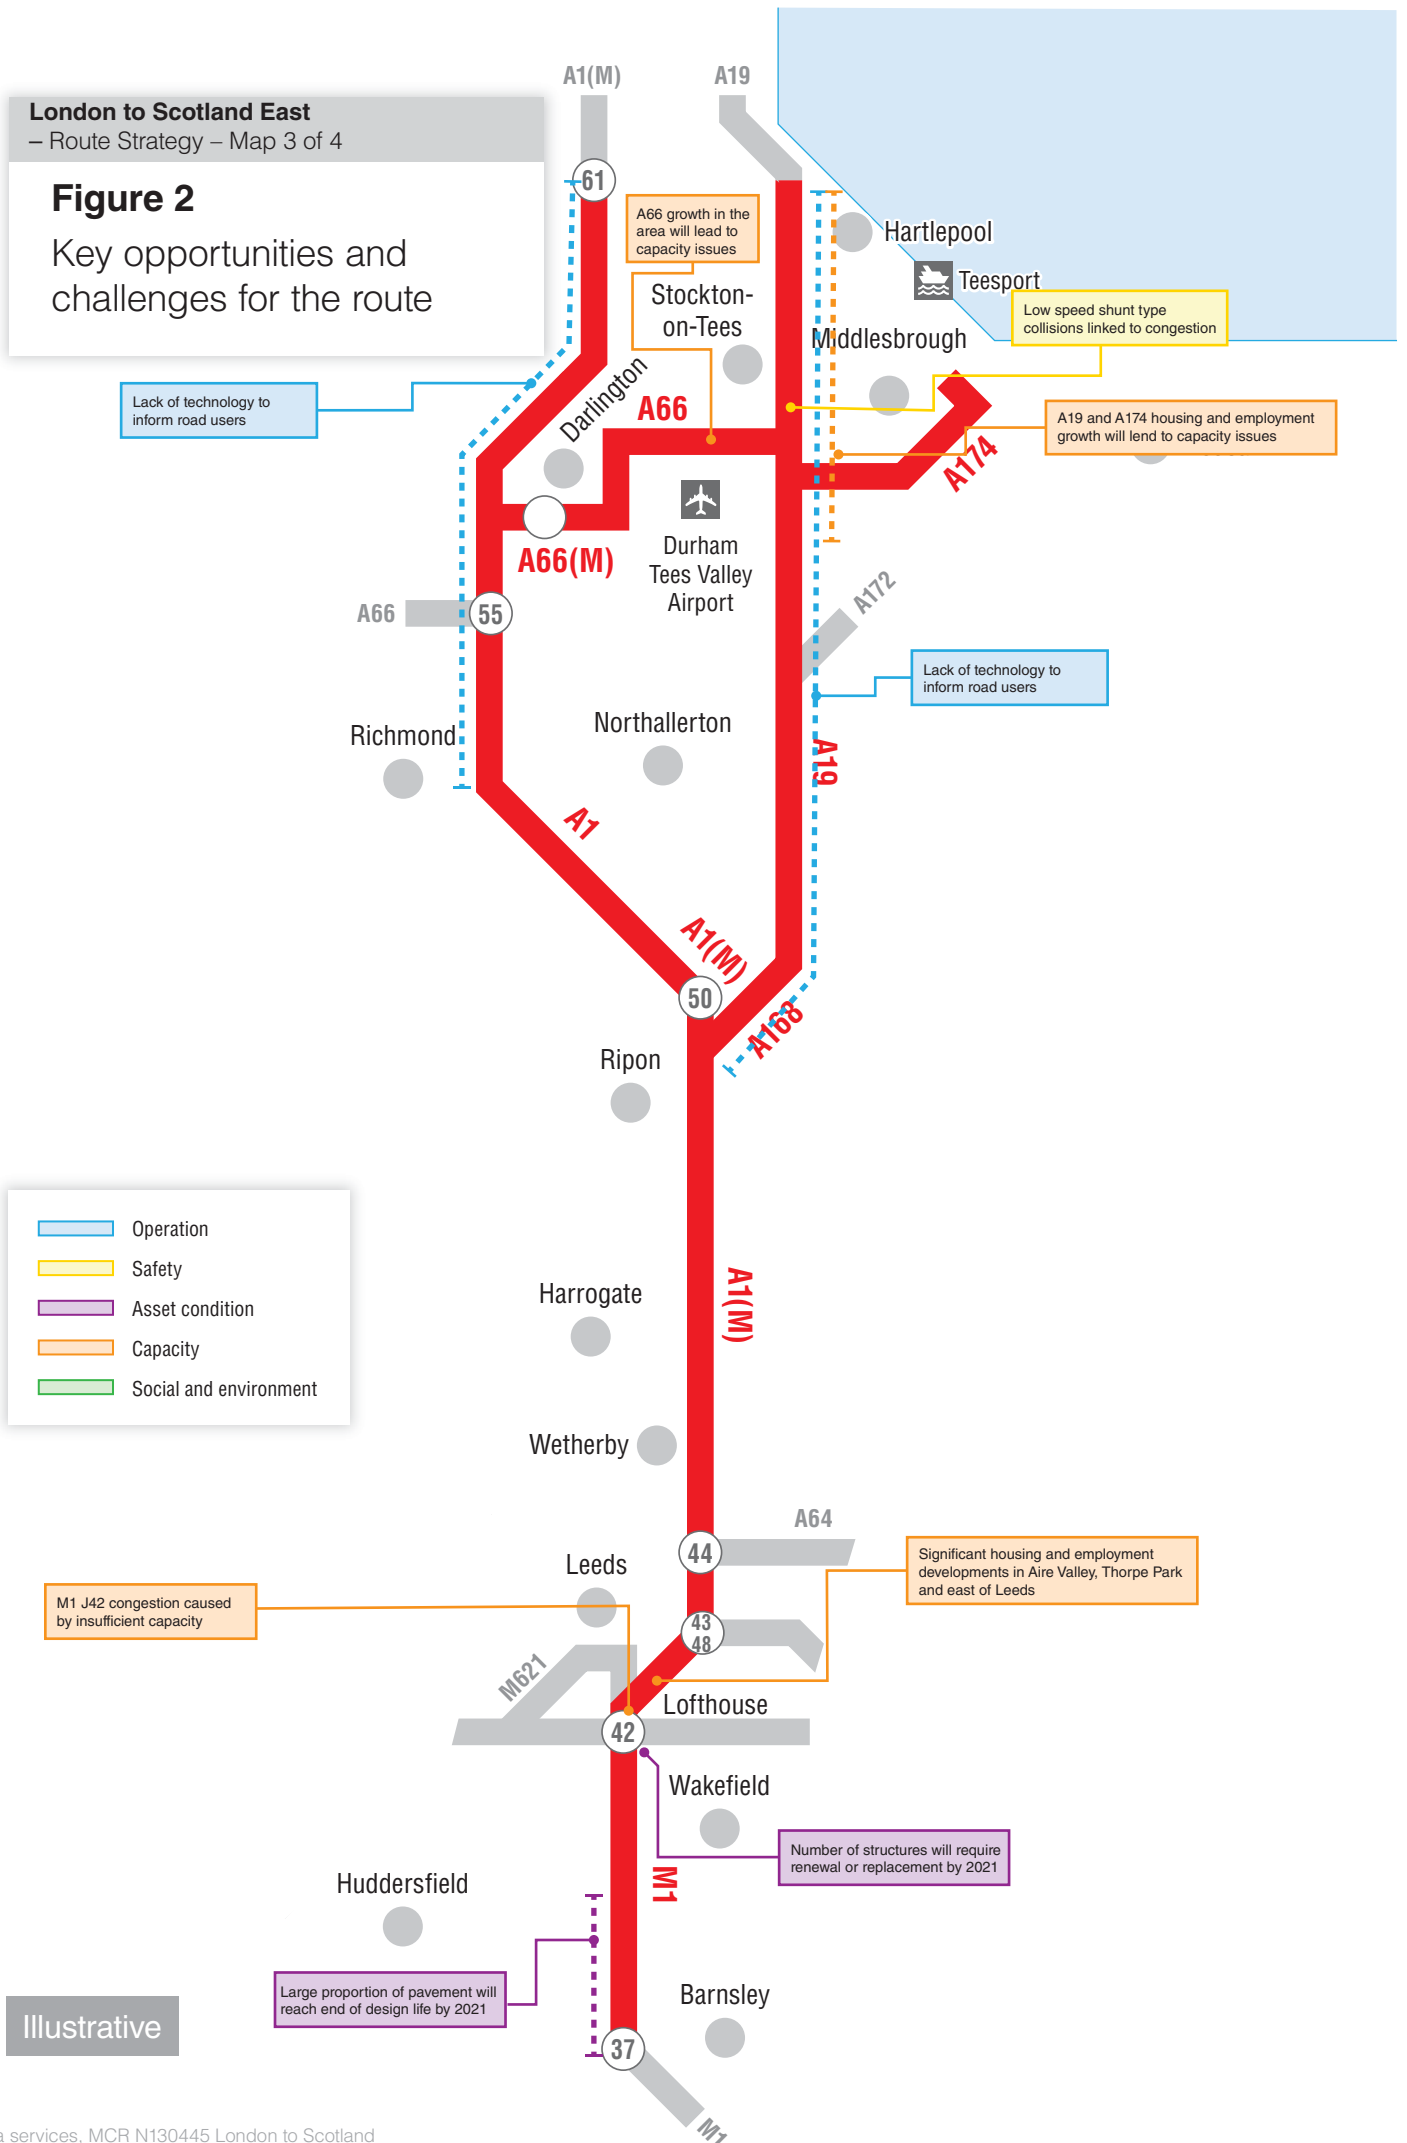 A1(M)
A19
London to Scotland East
– Route Strategy – Map 3 of 4
Figure 2
Key opportunities and
challenges for the route
61
A66 growth in the
area will lead to
capacity issues
Hartlepool
Teesport
Stockton-
on-Tees
Low speed shunt type
collisions linked to congestion
Middlesbrough
Lack of technology to
inform road users
Darlington
A66
A19 and A174 housing and employment
growth will lend to capacity issues
A174
A66(M)
Durham
Tees Valley
Airport
A172
A66
55
Lack of technology to
inform road users
Richmond
Northallerton
A19
A1
A1(M)
50
A168
Ripon
Operation
Safety
Asset condition
Capacity
Social and environment
Harrogate
A1(M)
Wetherby
A64
44
Leeds
Significant housing and employment
developments in Aire Valley, Thorpe Park
and east of Leeds
M1 J42 congestion caused
by insufficient capacity
43
48
M621
Lofthouse
42
Wakefield
Number of structures will require
renewal or replacement by 2021
M1
Huddersfield
Large proportion of pavement will
reach end of design life by 2021
Barnsley
Illustrative
37
M1
a services, MCR N130445 London to Scotland